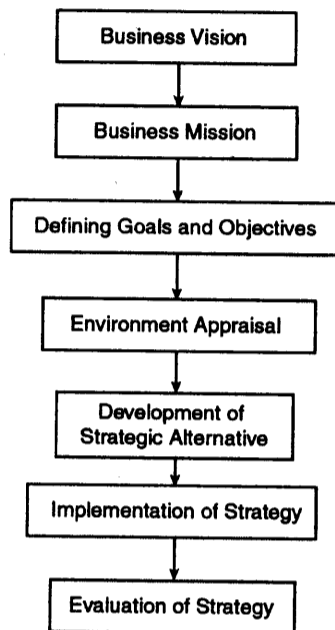 Business Vision
Business Mission
Defining Goals and Objectives
Environment Appraisal
Development of
Strategic Alternative
Implementation of Strategy
Evaluation of Strategy